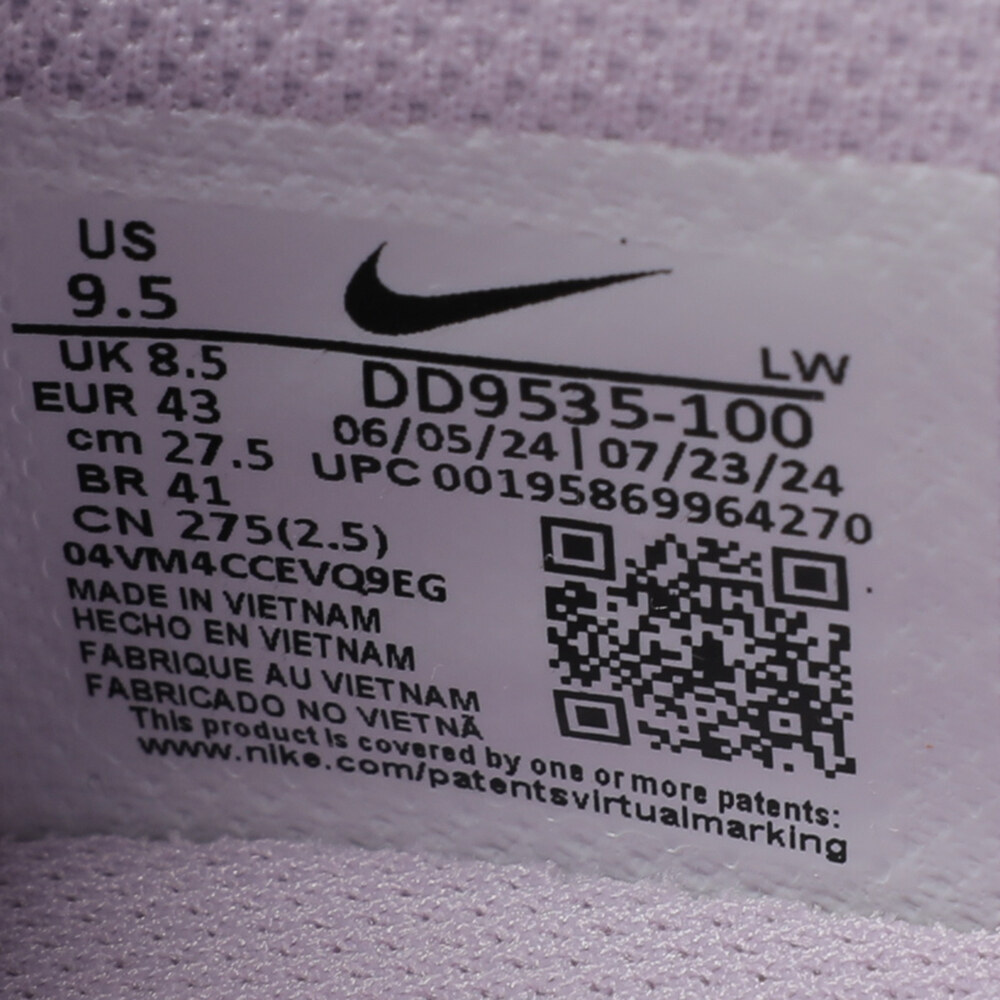 US
9.5
LW
UK 8.5
EUR 43
cm 27.5
BR 41
CN 275(2.5)
DD9535-100
06/05/24 | 07/23/24
UPC 00195869964270
04VM4CCEVQ9EG
MADE IN VIETNAM
HECHO EN VIETNAM
FABRIQUE AU VIETNAM
FABRICADO NO VIETNÃ
This product is covered by one or more patents:
www.nike.com/patentsvirtualmarking